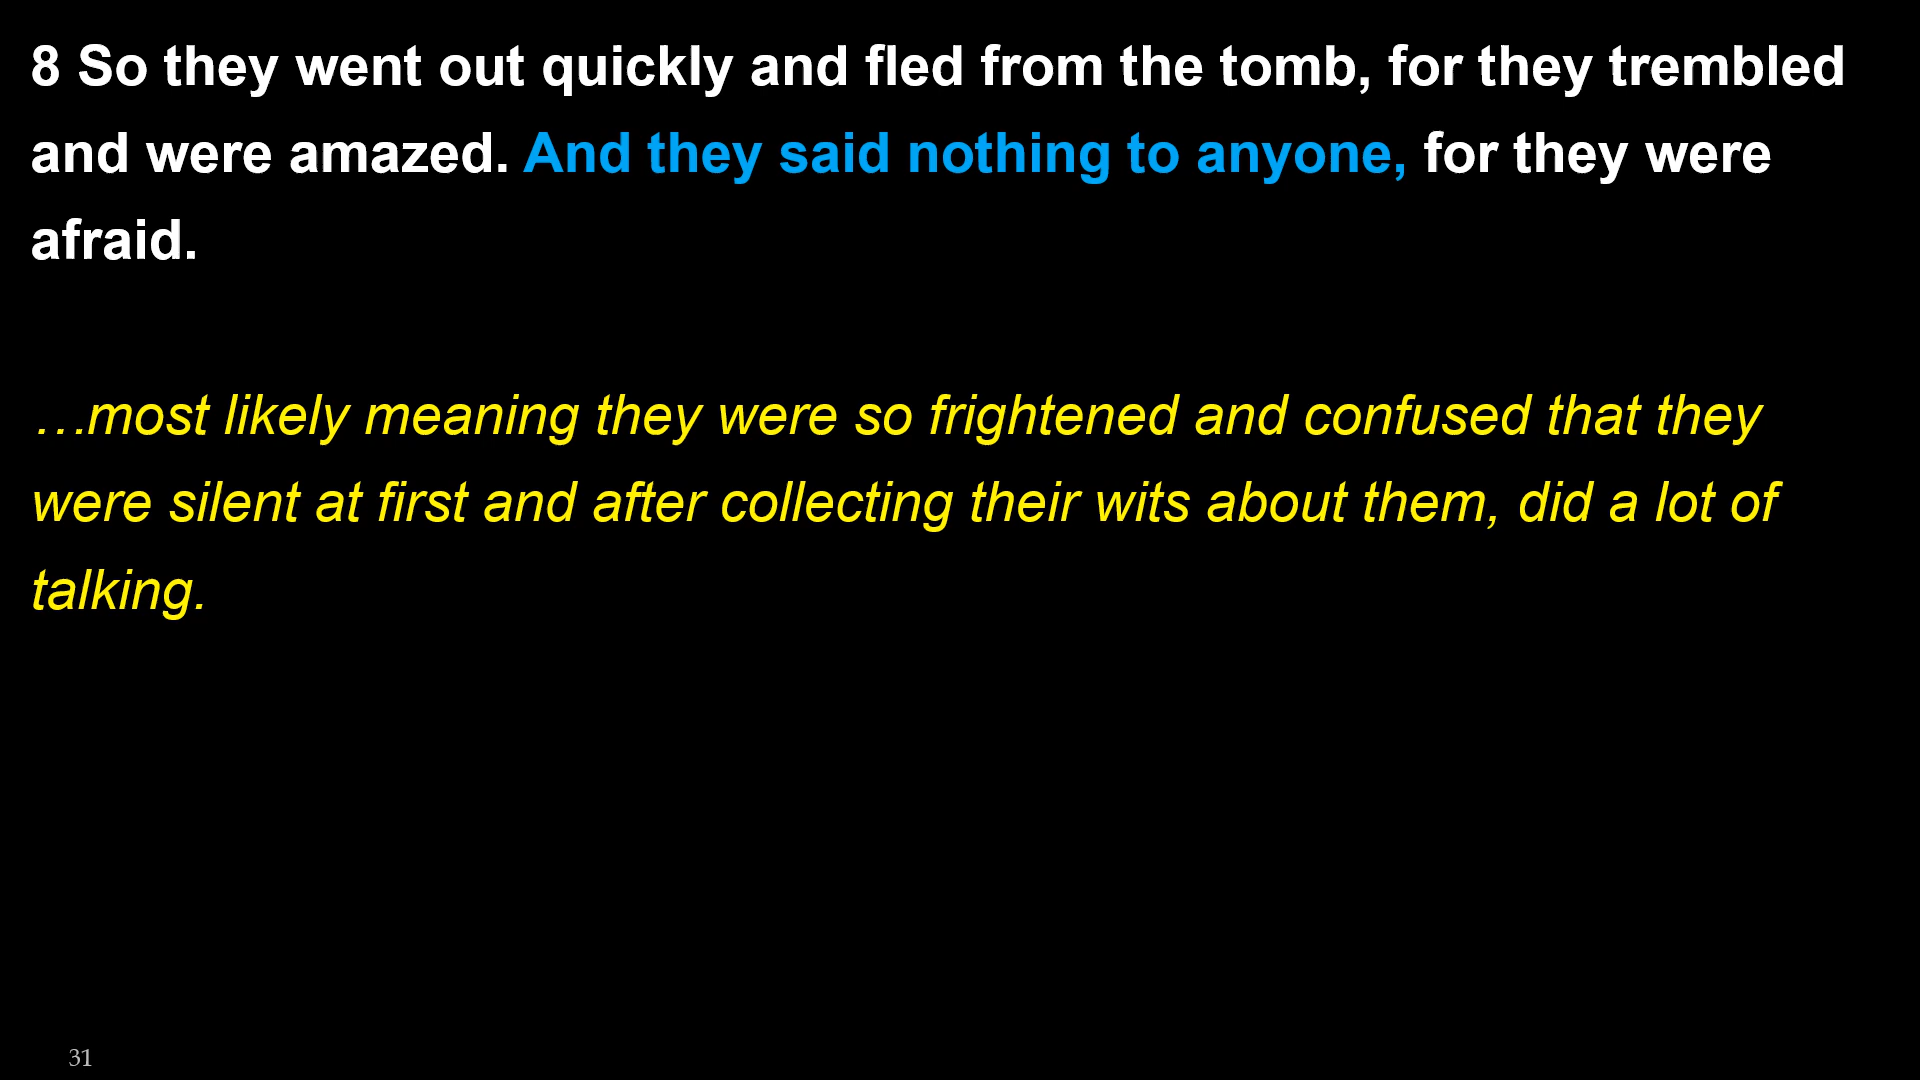 8 So they went out quickly and fled from the tomb, for they trembled
and were amazed. And they said nothing to anyone, for they were
afraid.
…most likely meaning they were so frightened and confused that they
were silent at first and after collecting their wits about them, did a lot of
talking.
31